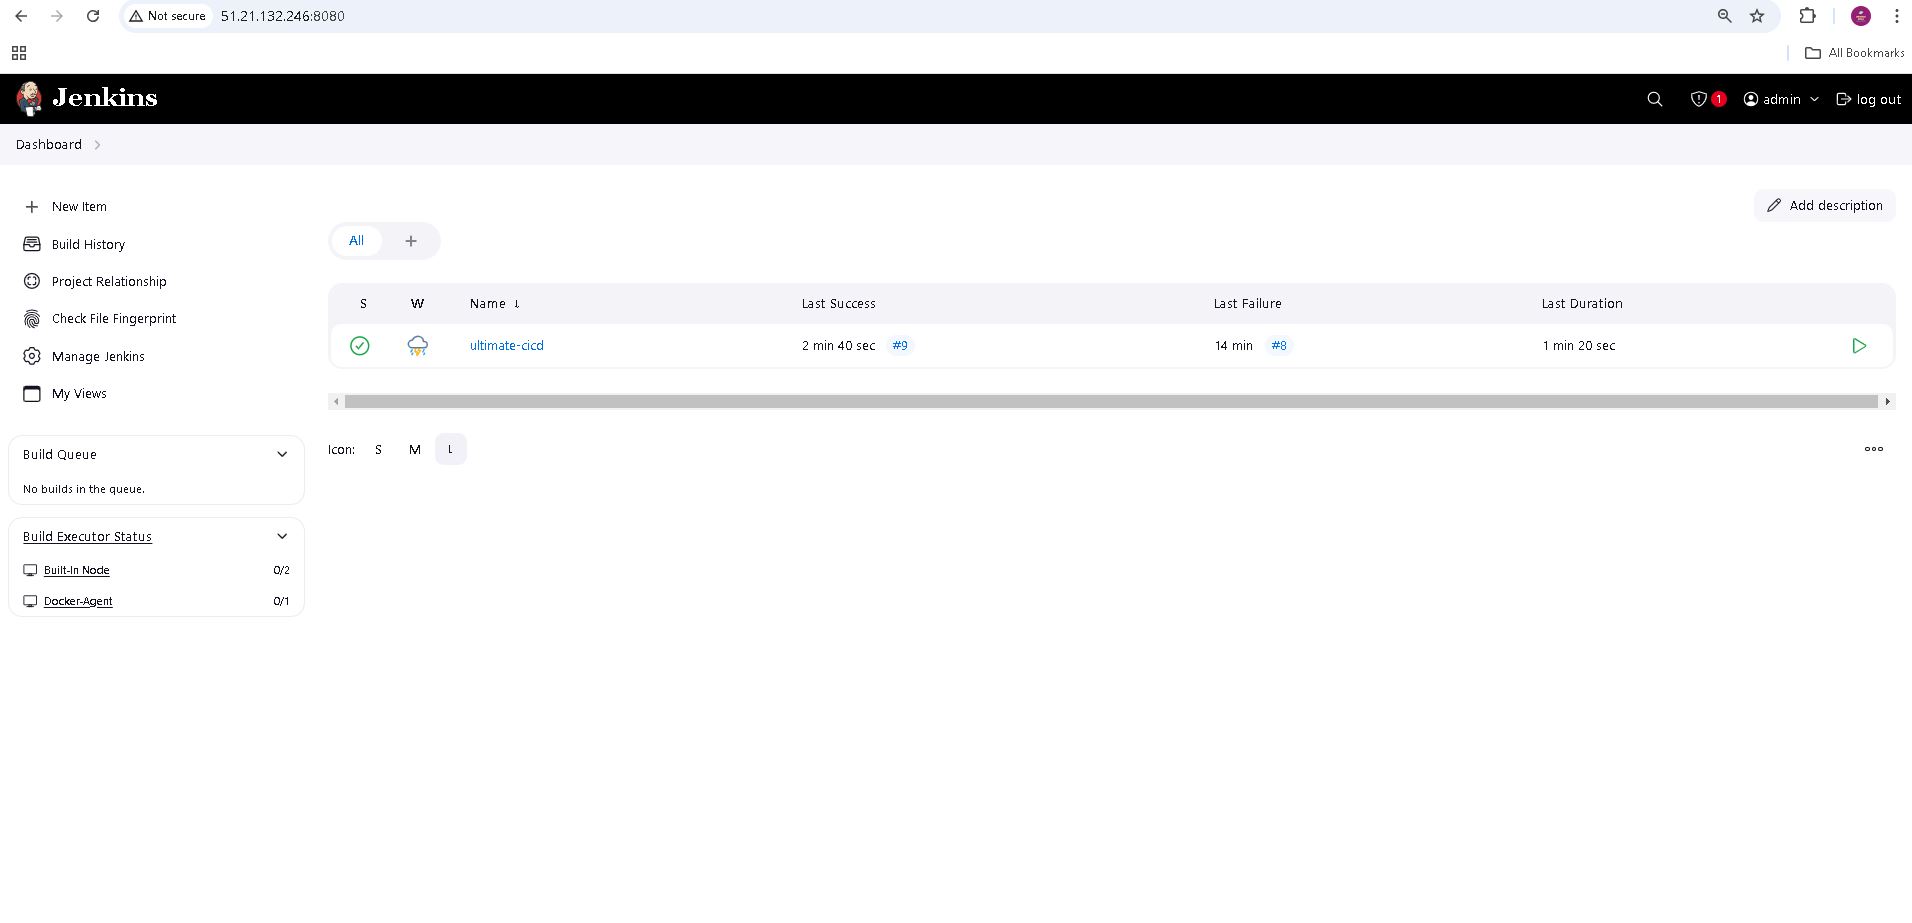 Not secure 51.21.132.246:8080
All Bookmarks
Jenkins
1 admin log out
Dashboard
New Item
Add description
Build History
All +
Project Relationship
Check File Fingerprint
Manage Jenkins
My Views
S W Name ↓ Last Success Last Failure Last Duration
ultimate-cicd 2 min 40 sec #9 14 min #8 1 min 20 sec
Icon: S M L
Build Queue
No builds in the queue.
Build Executor Status
Built-In Node 0/2
Docker-Agent 0/1